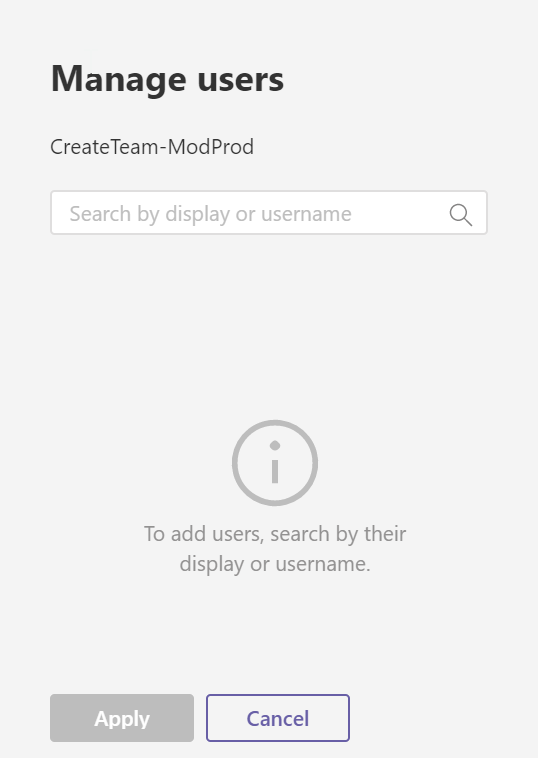 Manage users
CreateTeam-ModProd
Search by display or username
To add users, search by their
display or username.
Apply
Cancel